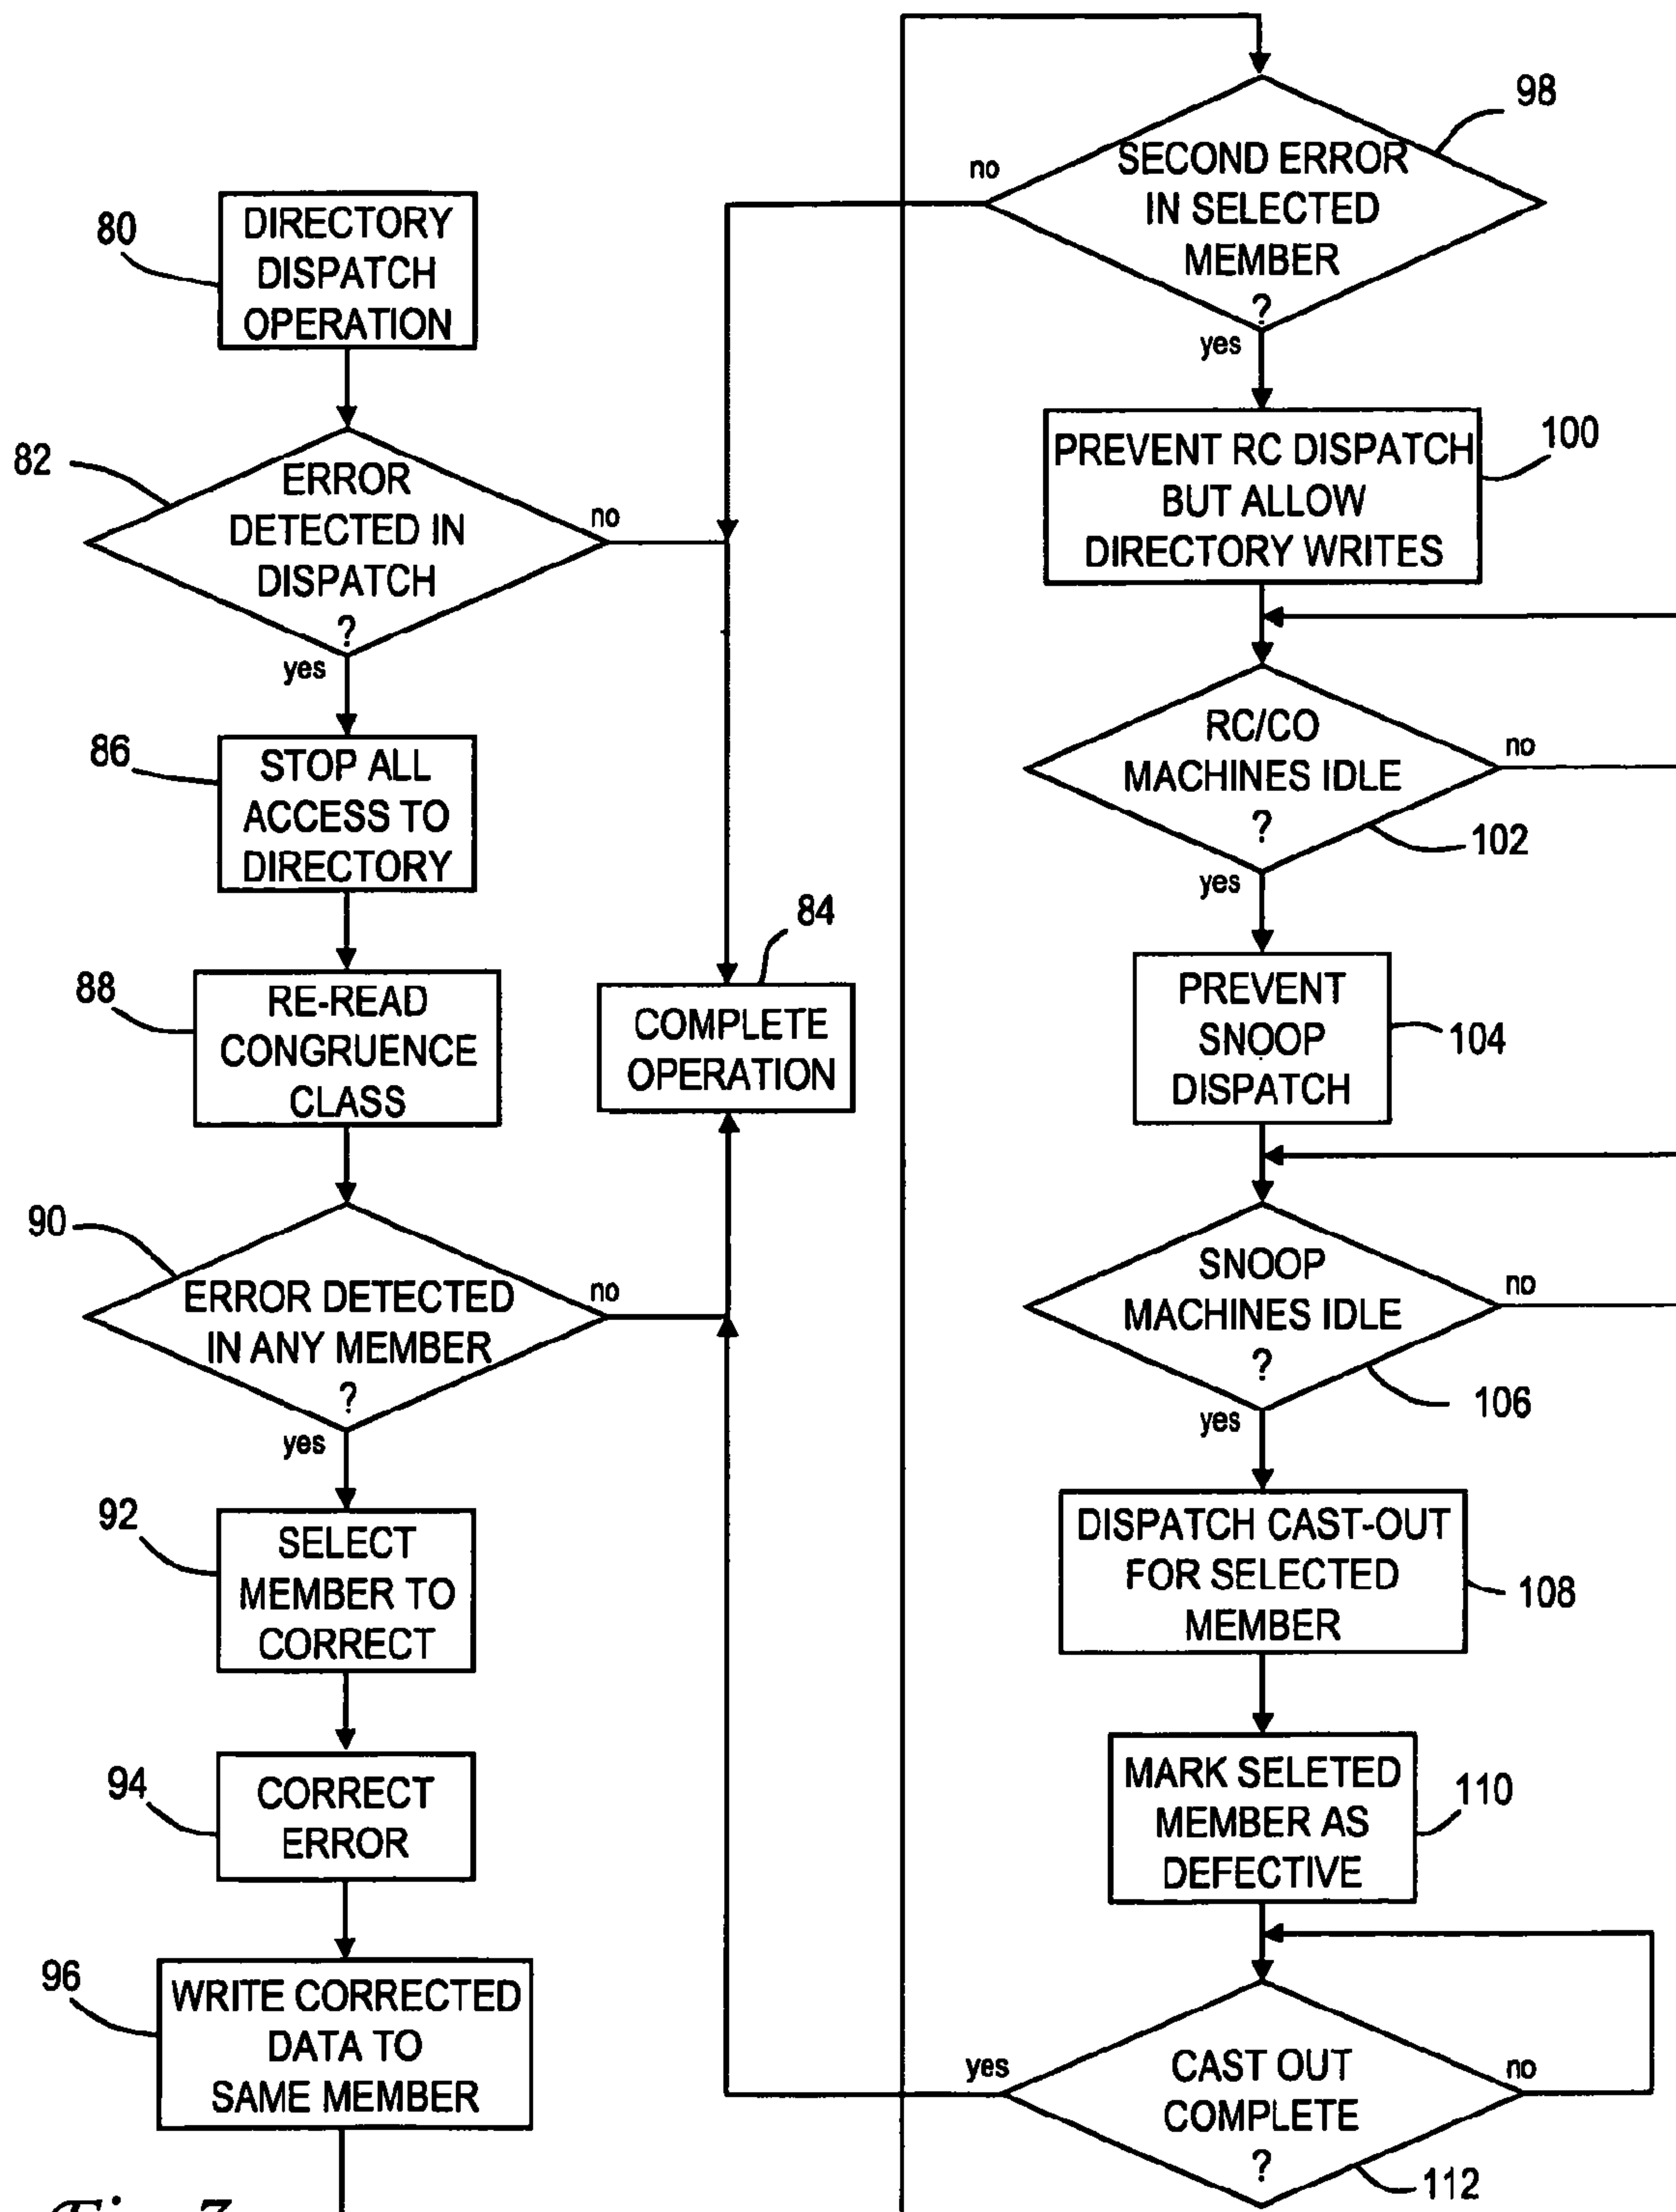 80
DIRECTORY
DISPATCH
OPERATION
82
ERROR
DETECTED IN
DISPATCH
?
no
yes
86
STOP ALL
ACCESS TO
DIRECTORY
88
RE-READ
CONGRUENCE
CLASS
84
COMPLETE
OPERATION
90
ERROR DETECTED
IN ANY MEMBER
?
no
yes
92
SELECT
MEMBER TO
CORRECT
94
CORRECT
ERROR
96
WRITE CORRECTED
DATA TO
SAME MEMBER
98
SECOND ERROR
IN SELECTED
MEMBER
?
no
yes
100
PREVENT RC DISPATCH
BUT ALLOW
DIRECTORY WRITES
RC/CO
MACHINES IDLE
?
no
102
yes
PREVENT
SNOOP
DISPATCH
104
SNOOP
MACHINES IDLE
?
no
106
yes
DISPATCH CAST-OUT
FOR SELECTED
MEMBER
108
MARK SELETED
MEMBER AS
DEFECTIVE
110
CAST OUT
COMPLETE
?
yes
no
112